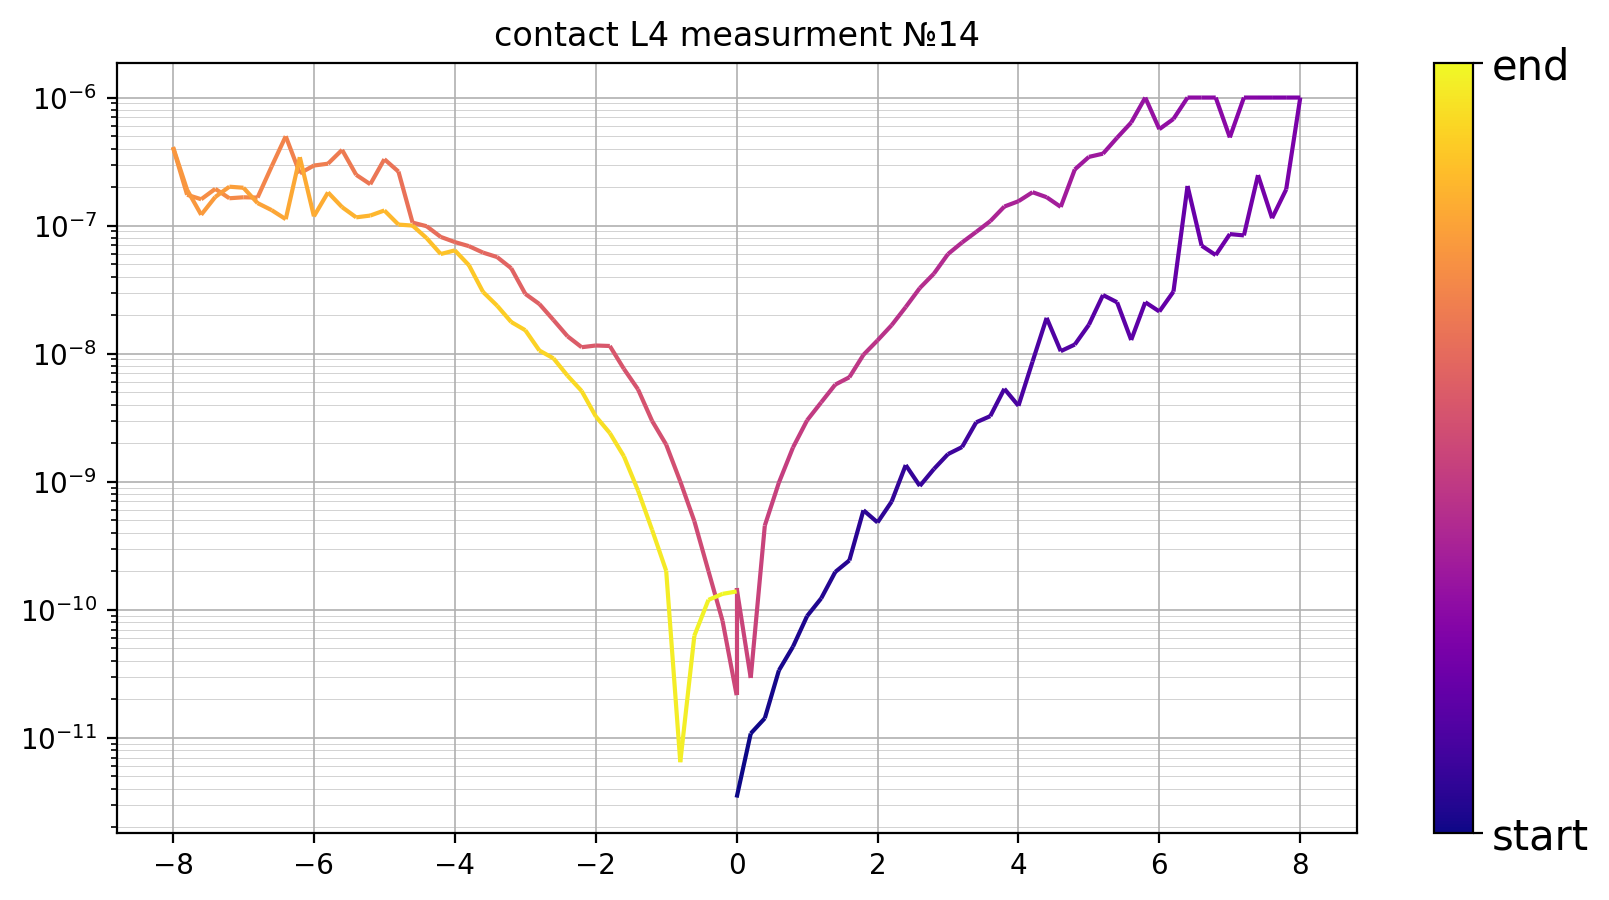 contact L4 measurment №14
10⁻⁶
10⁻⁷
10⁻⁸
10⁻⁹
10⁻¹⁰
10⁻¹¹
−8 −6 −4 −2 0 2 4 6 8
end
start